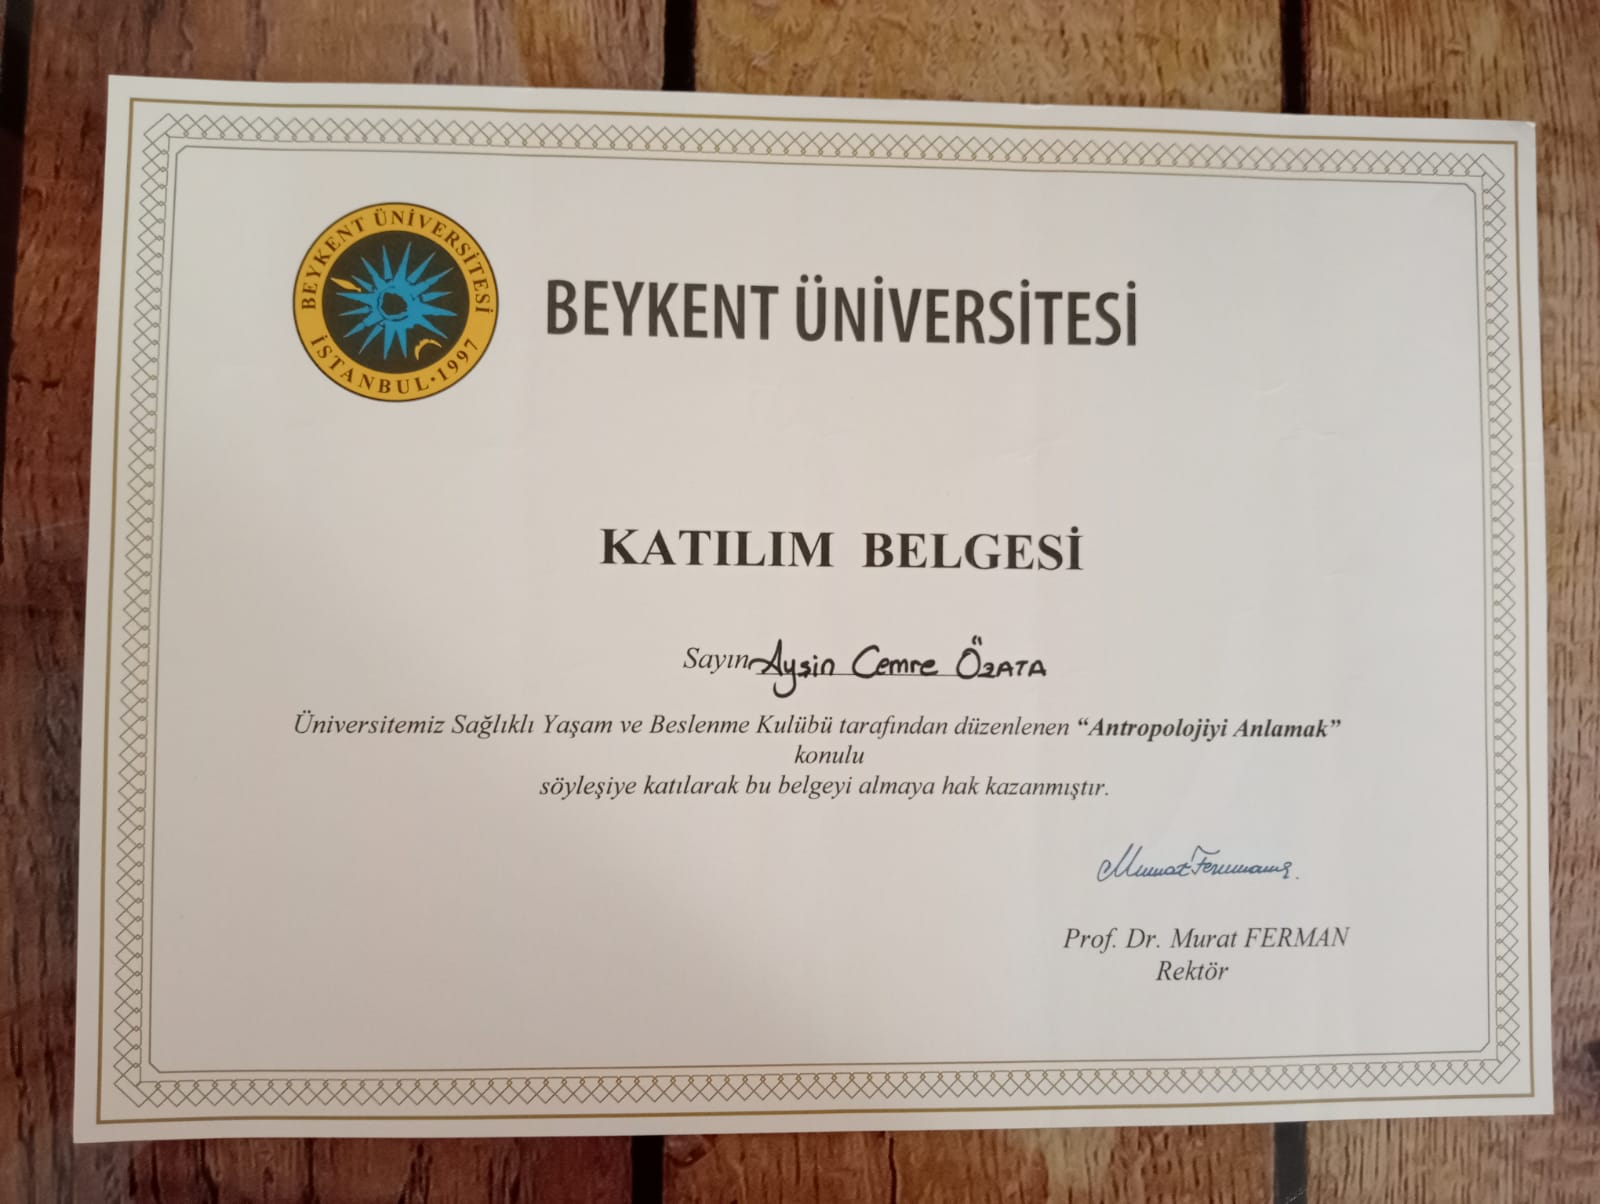 BEYKENT ÜNİVERSİTESİ
İSTANBUL·1997
BEYKENT ÜNİVERSİTESİ
KATILIM BELGESİ
Sayın Ayşin Cemre ÖZATA
Üniversitemiz Sağlıklı Yaşam ve Beslenme Kulübü tarafından düzenlenen “Antropolojiyi Anlamak”
konulu
söyleşiye katılarak bu belgeyi almaya hak kazanmıştır.
Murat Ferman
Prof. Dr. Murat FERMAN
Rektör